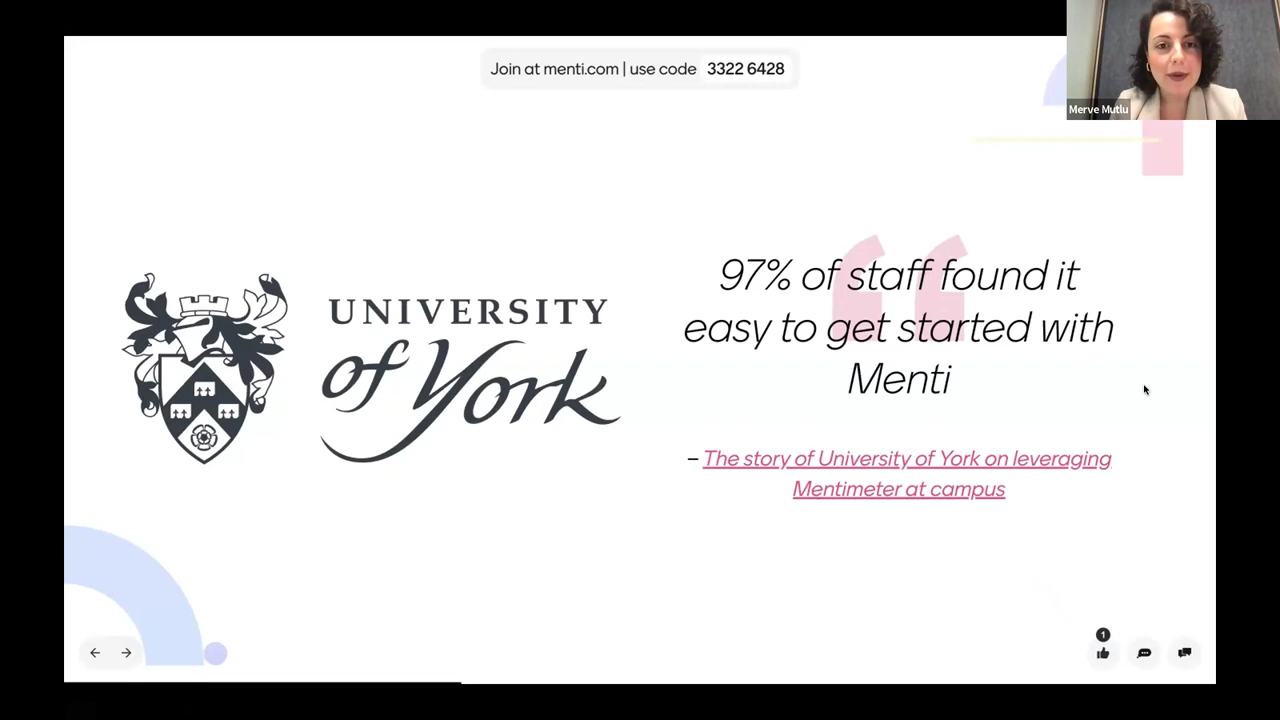 Join at menti.com | use code 3322 6428
Merve Mutlu
UNIVERSITY
of York
97% of staff found it
easy to get started with
Menti
– The story of University of York on leveraging
Mentimeter at campus
1